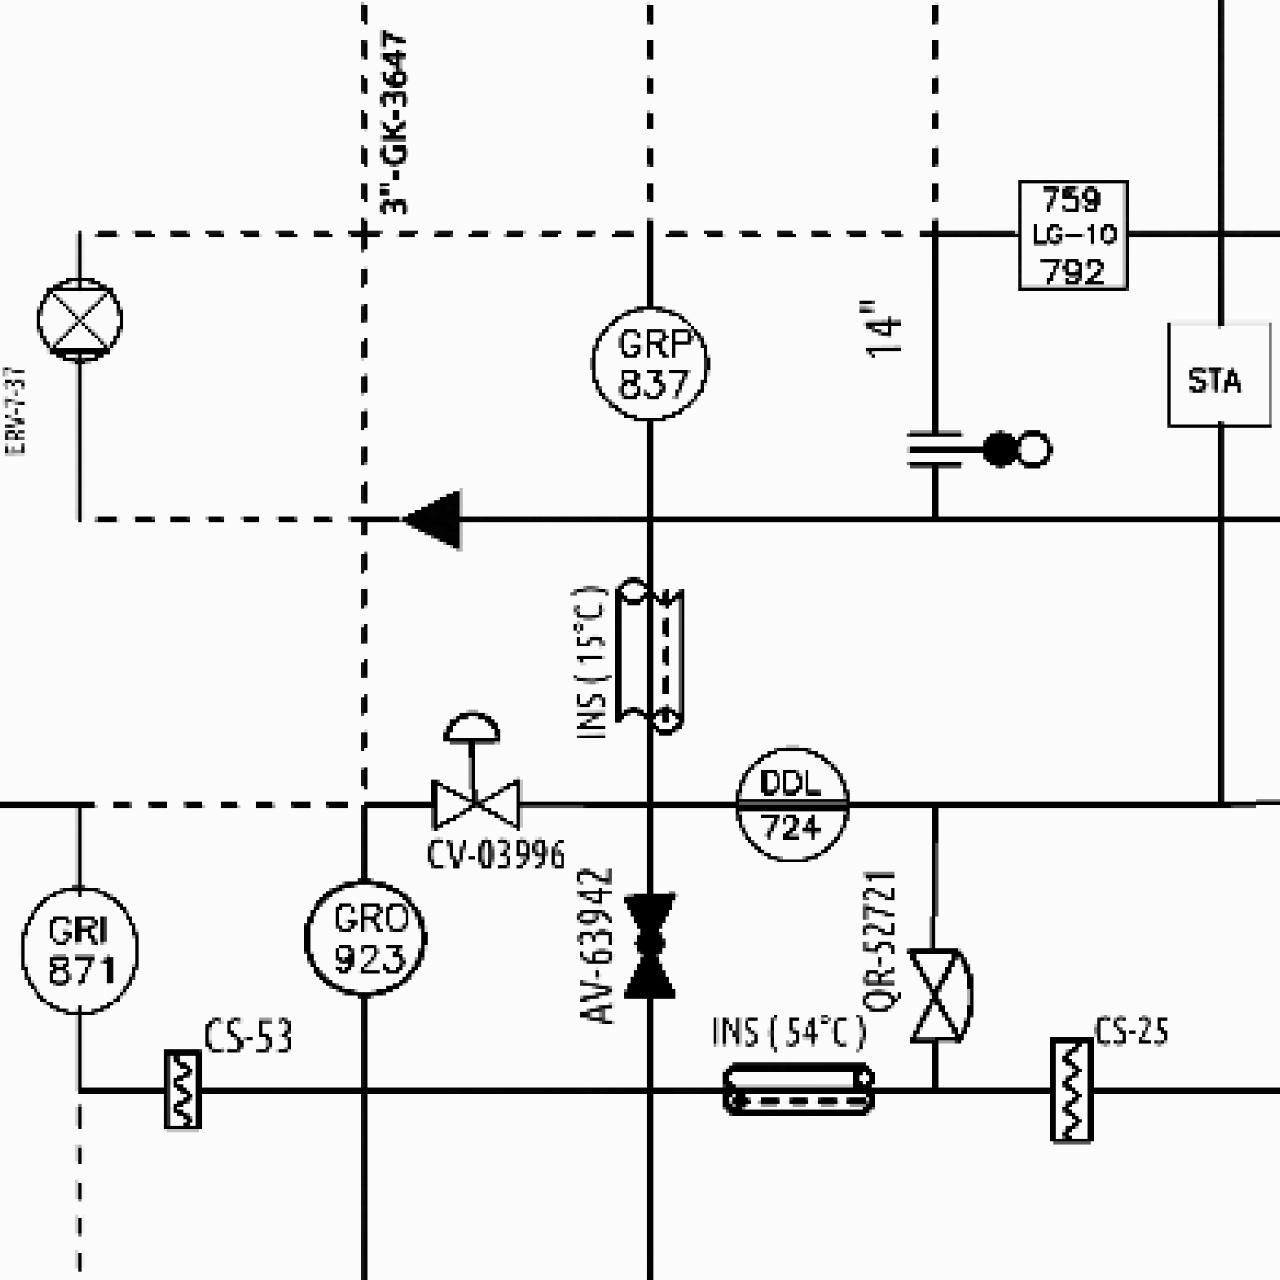 3"-GK-3647
759
LG-10
792
14"
GRP
837
STA
ERV-7-37
INS(15°C)
DDL
724
CV-03996
AV-63942
QR-52721
GRI
871
GRO
923
CS-53
INS(54°C)
CS-25